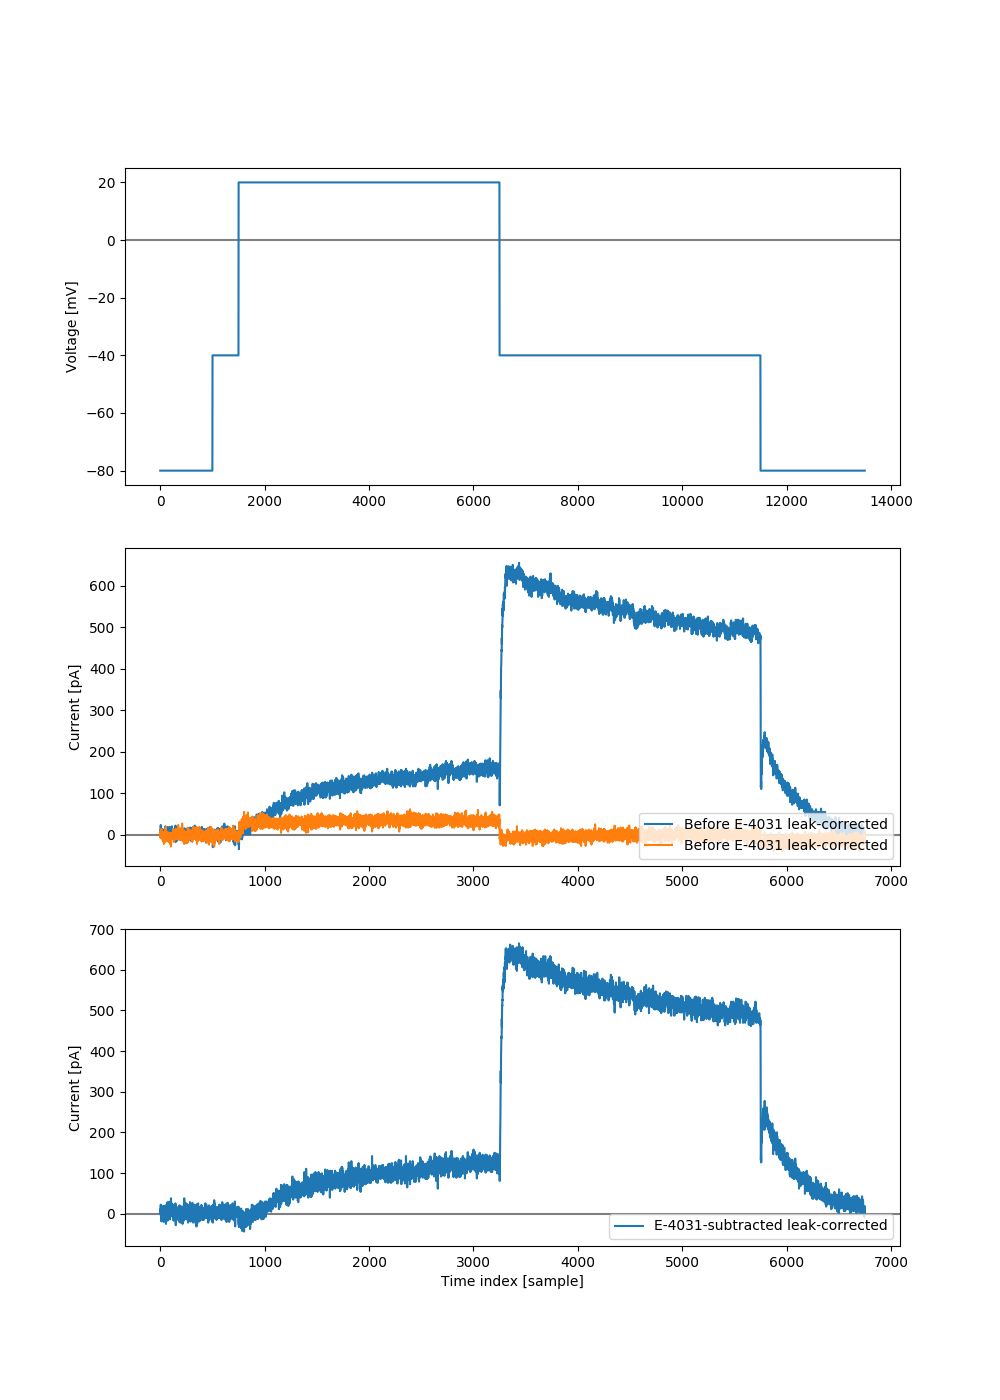 20
0
−20
−40
−60
−80
Voltage [mV]
0 2000 4000 6000 8000 10000 12000 14000
600
500
400
300
200
100
0
Current [pA]
Before E-4031 leak-corrected
Before E-4031 leak-corrected
0 1000 2000 3000 4000 5000 6000 7000
700
600
500
400
300
200
100
0
Current [pA]
E-4031-subtracted leak-corrected
0 1000 2000 3000 4000 5000 6000 7000
Time index [sample]